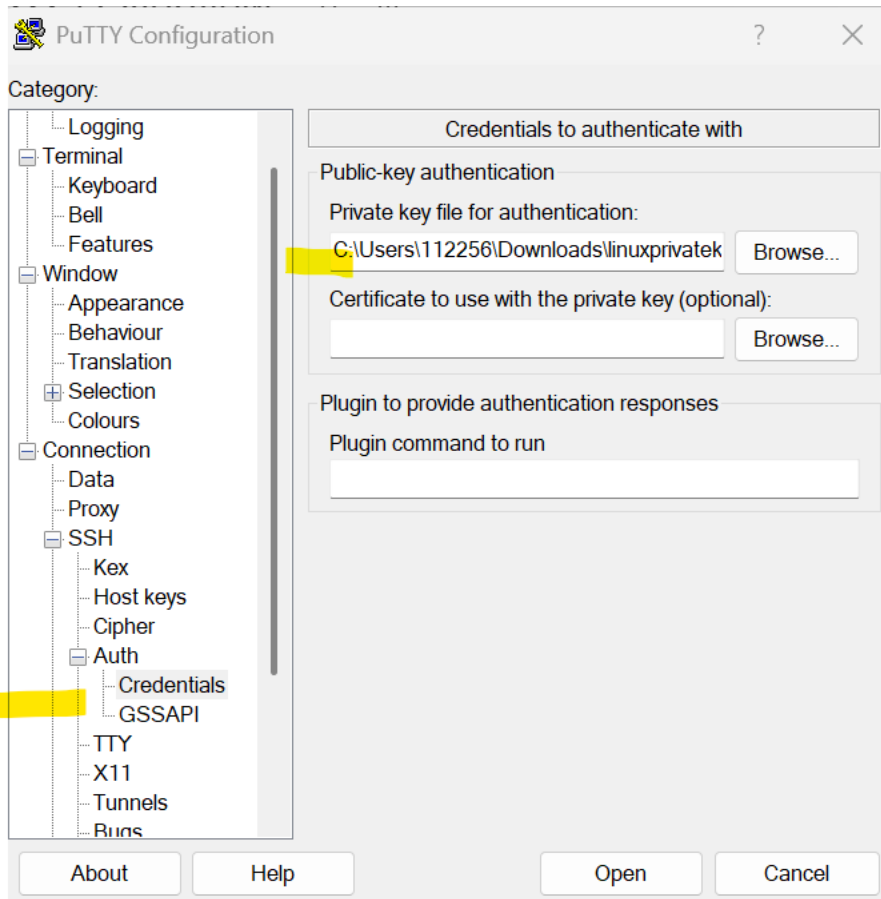 PuTTY Configuration
?
Category:
Logging
Terminal
Keyboard
Bell
Features
Window
Appearance
Behaviour
Translation
Selection
Colours
Connection
Data
Proxy
SSH
Kex
Host keys
Cipher
Auth
Credentials
GSSAPI
TTY
X11
Tunnels
Bugs
Credentials to authenticate with
Public-key authentication
Private key file for authentication:
C:\Users\112256\Downloads\linuxprivatek
Browse...
Certificate to use with the private key (optional):
Browse...
Plugin to provide authentication responses
Plugin command to run
About
Help
Open
Cancel